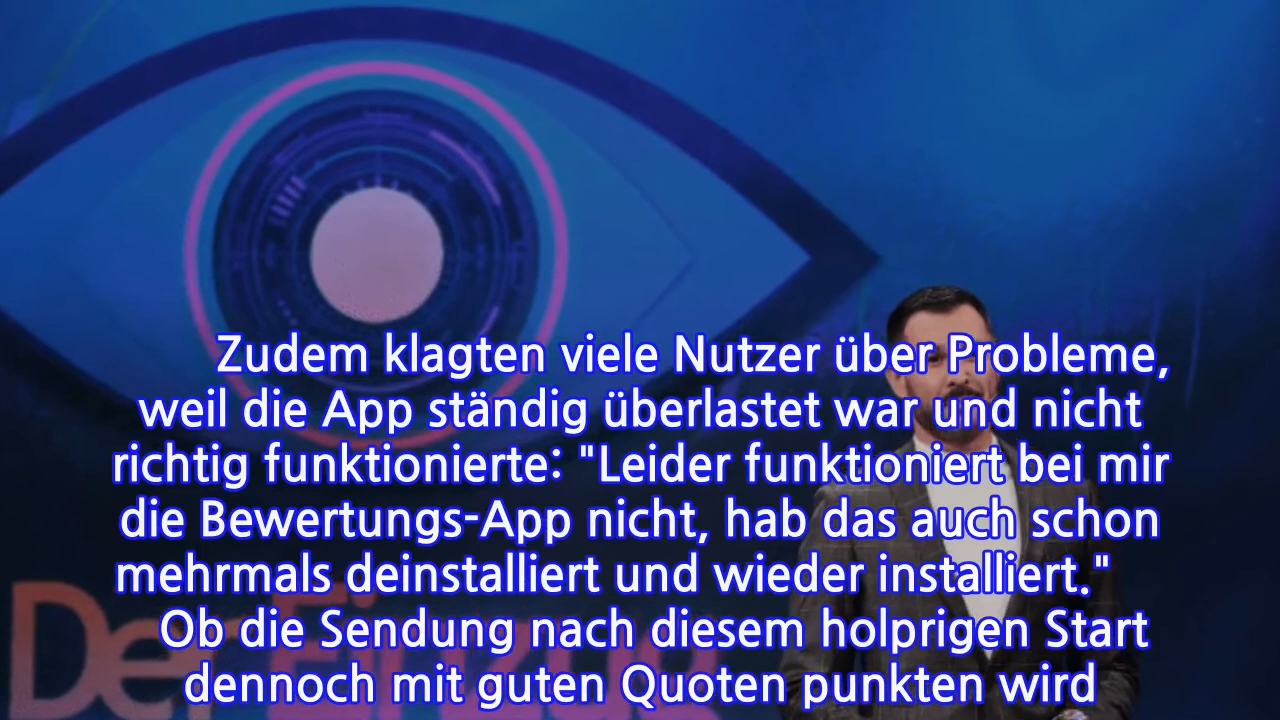 Zudem klagten viele Nutzer über Probleme,
weil die App ständig überlastet war und nicht
richtig funktionierte: "Leider funktioniert bei mir
die Bewertungs-App nicht, hab das auch schon
mehrmals deinstalliert und wieder installiert."
Ob die Sendung nach diesem holprigen Start
dennoch mit guten Quoten punkten wird
Der Einzug